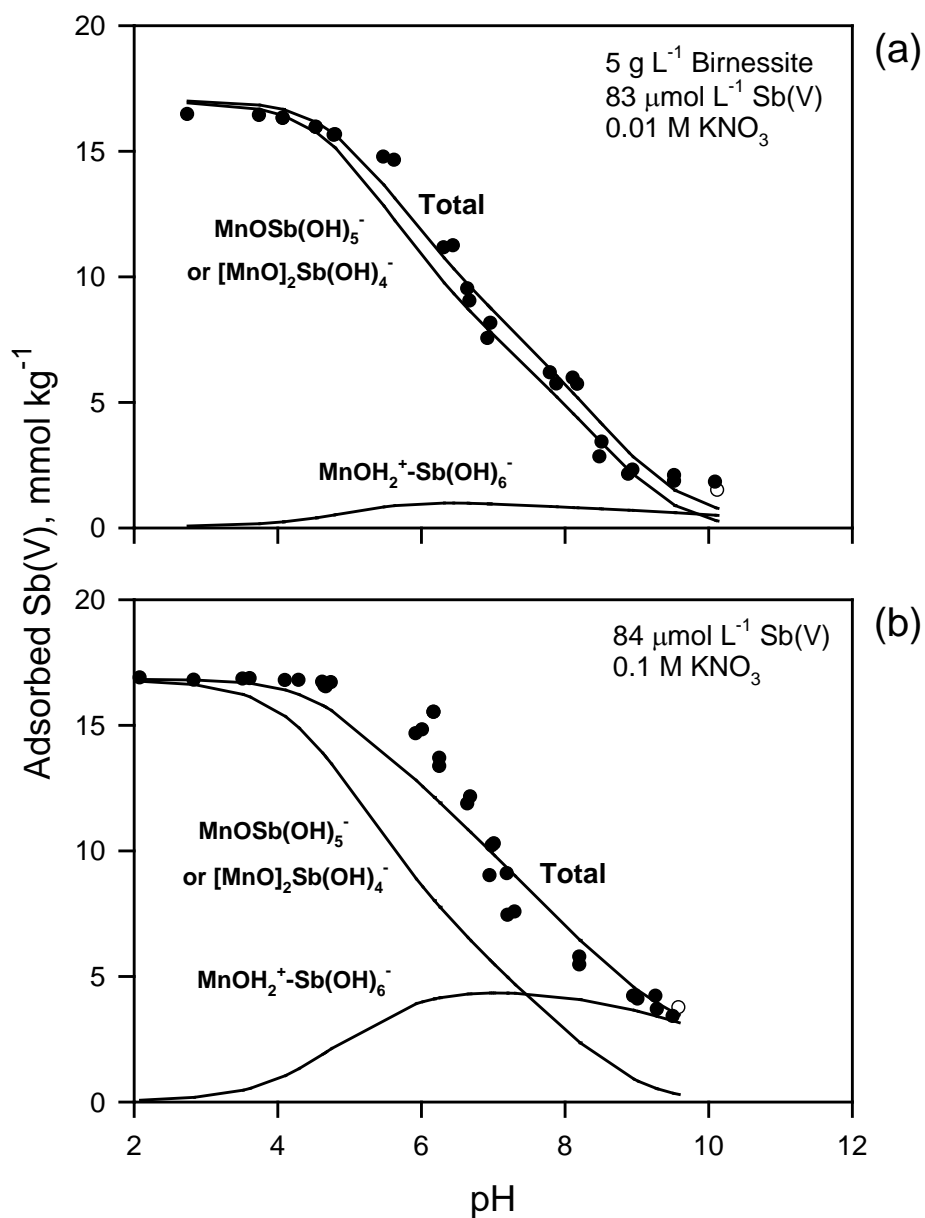 20
15
10
5
0
(a)
5 g L⁻¹ Birnessite
83 μmol L⁻¹ Sb(V)
0.01 M KNO₃
Total
MnOSb(OH)₅⁻
or [MnO]₂Sb(OH)₄⁻
MnOH₂⁺-Sb(OH)₆⁻
Adsorbed Sb(V), mmol kg⁻¹
20
15
10
5
0
(b)
84 μmol L⁻¹ Sb(V)
0.1 M KNO₃
MnOSb(OH)₅⁻
or [MnO]₂Sb(OH)₄⁻
Total
MnOH₂⁺-Sb(OH)₆⁻
2 4 6 8 10 12
pH